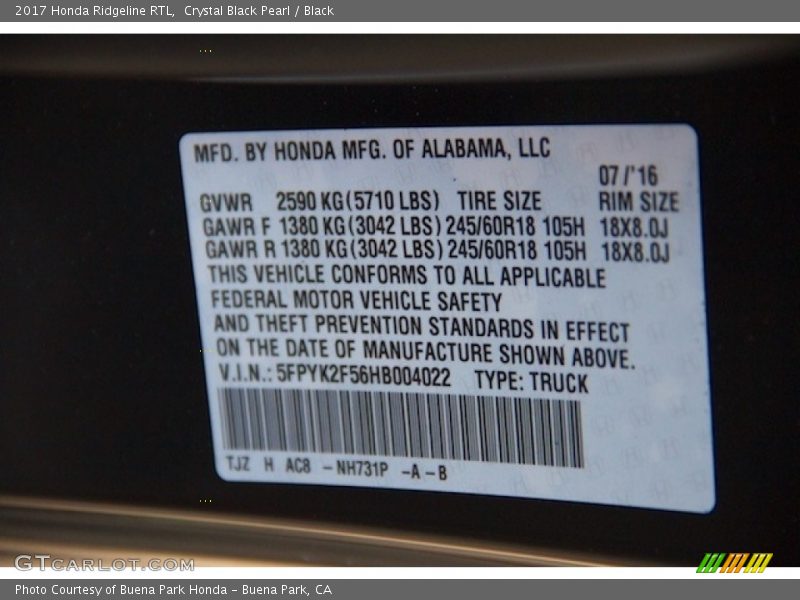 2017 Honda Ridgeline RTL,  Crystal Black Pearl / Black
MFD. BY HONDA MFG. OF ALABAMA, LLC
07/'16
GVWR 2590 KG(5710 LBS) TIRE SIZE RIM SIZE
GAWR F 1380 KG(3042 LBS) 245/60R18 105H 18X8.0J
GAWR R 1380 KG(3042 LBS) 245/60R18 105H 18X8.0J
THIS VEHICLE CONFORMS TO ALL APPLICABLE
FEDERAL MOTOR VEHICLE SAFETY
AND THEFT PREVENTION STANDARDS IN EFFECT
ON THE DATE OF MANUFACTURE SHOWN ABOVE.
V.I.N.: 5FPYK2F56HB004022 TYPE: TRUCK
TJZ H AC8 -NH731P -A-B
GTCARLOT.COM
Photo Courtesy of Buena Park Honda - Buena Park, CA